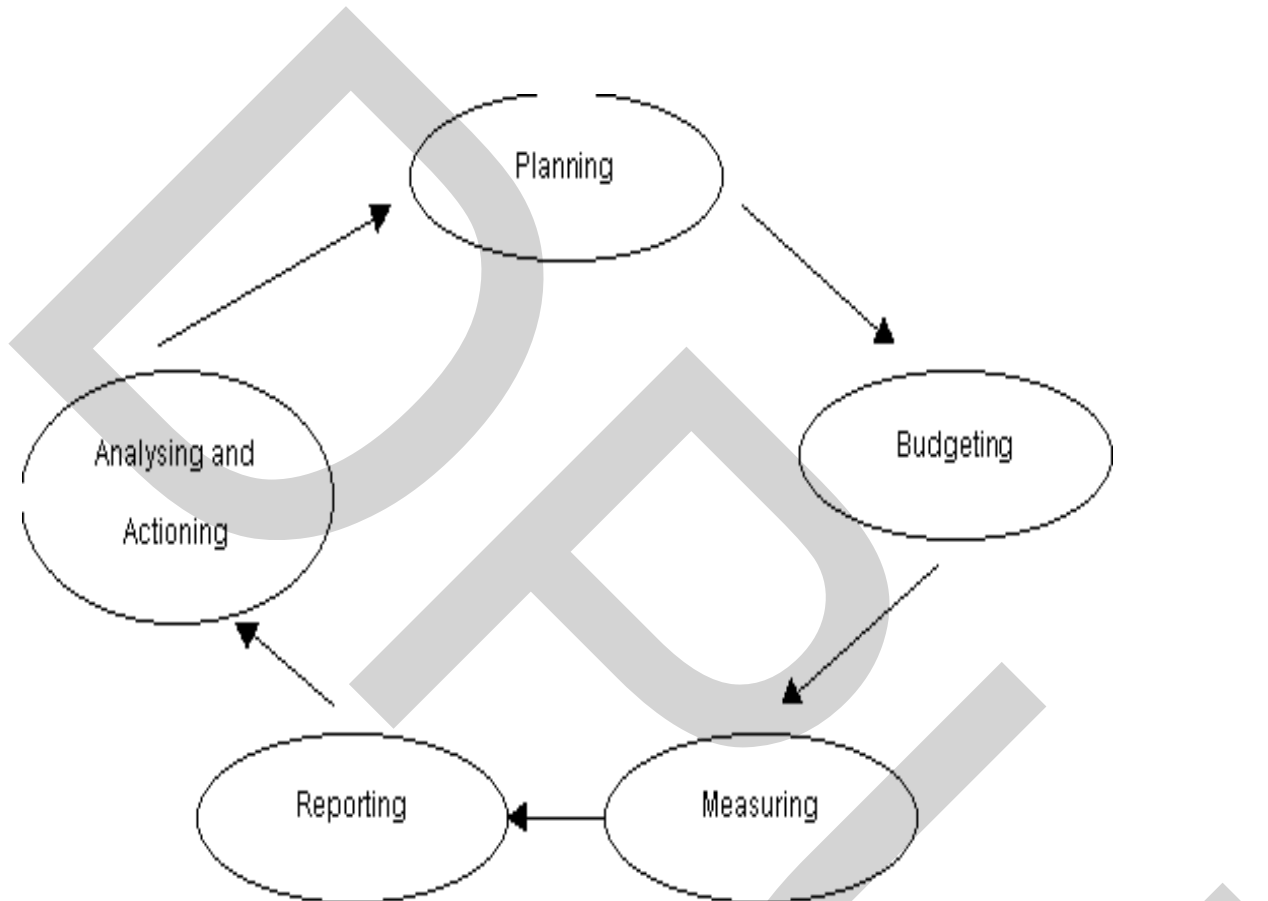 Planning
Budgeting
Analysing and
Actioning
Reporting
Measuring